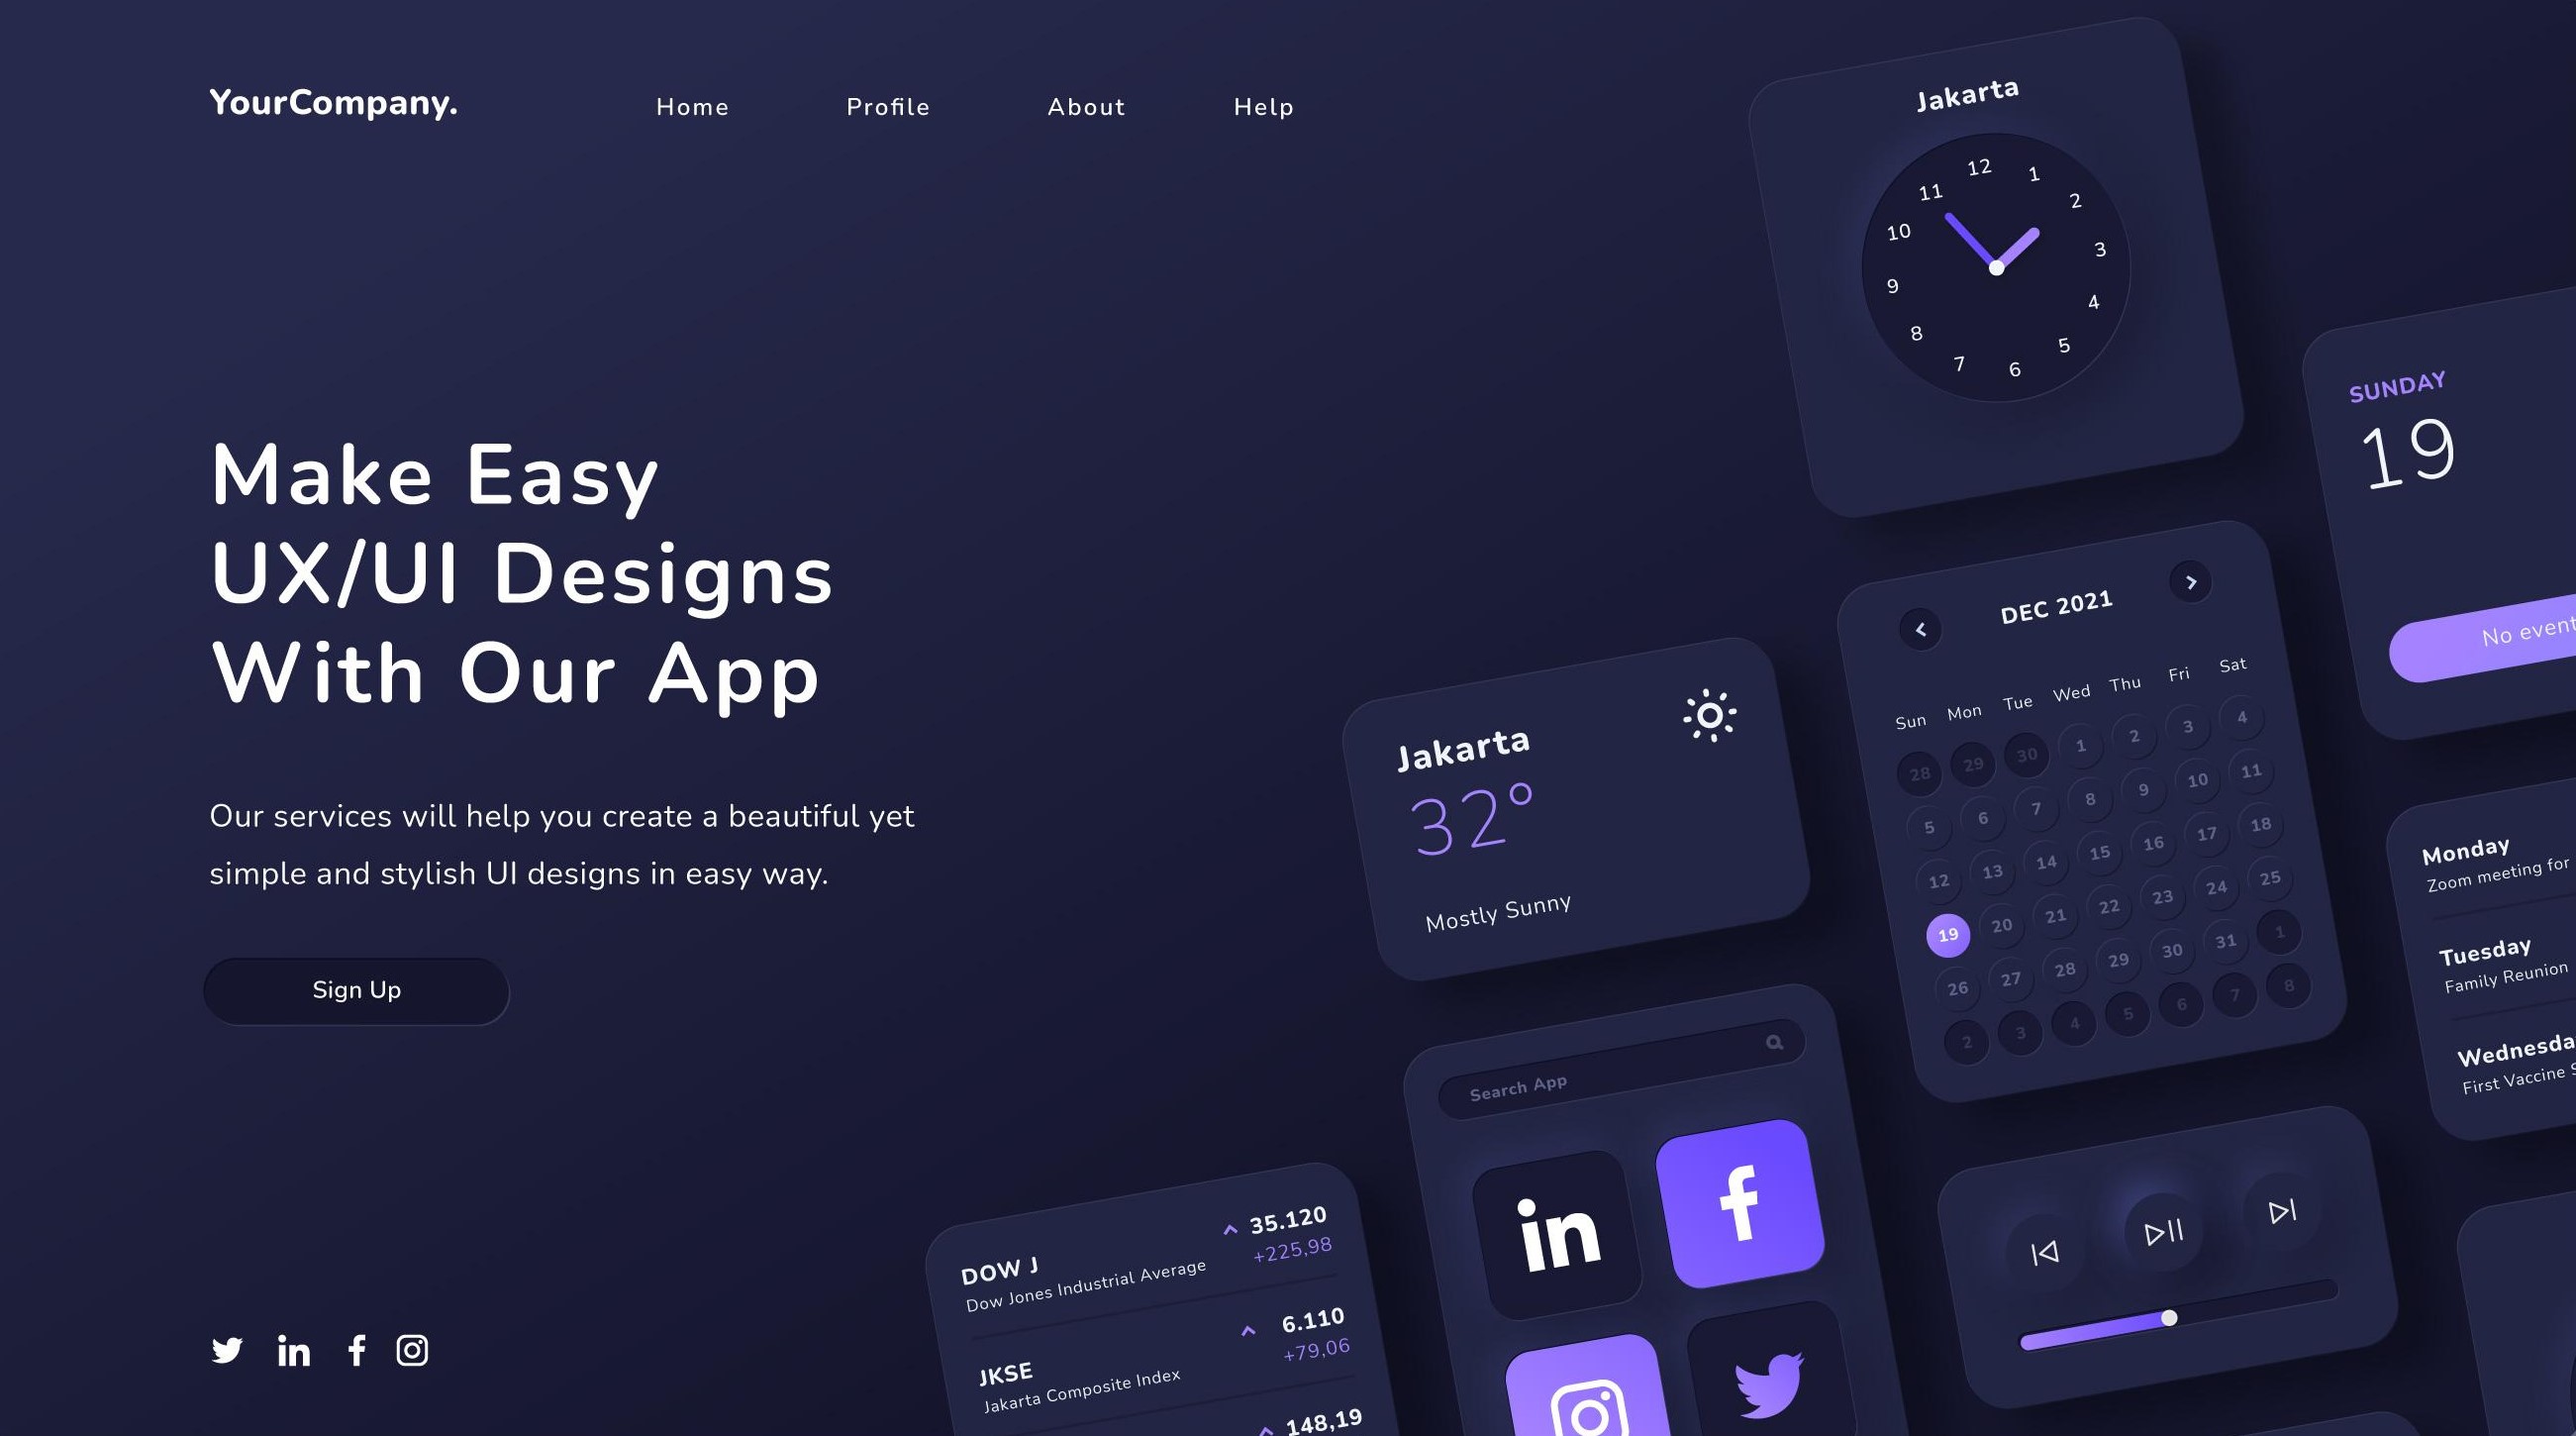 YourCompany.
Home
Profile
About
Help
Make Easy
UX/UI Designs
With Our App
Our services will help you create a beautiful yet
simple and stylish UI designs in easy way.
Sign Up
Jakarta
12
1
2
3
4
5
6
7
8
9
10
11
SUNDAY
19
No event
Jakarta
32°
Mostly Sunny
DEC 2021
Sun Mon Tue Wed Thu Fri Sat
28 29 30 1 2 3 4
5 6 7 8 9 10 11
12 13 14 15 16 17 18
19 20 21 22 23 24 25
26 27 28 29 30 31 1
2 3 4 5 6 7 8
Monday
Zoom meeting for
Tuesday
Family Reunion
Wednesda
First Vaccine
Search App
in
f
DOW J
Dow Jones Industrial Average
35.120
+225,98
JKSE
Jakarta Composite Index
6.110
+79,06
148,19
in
f